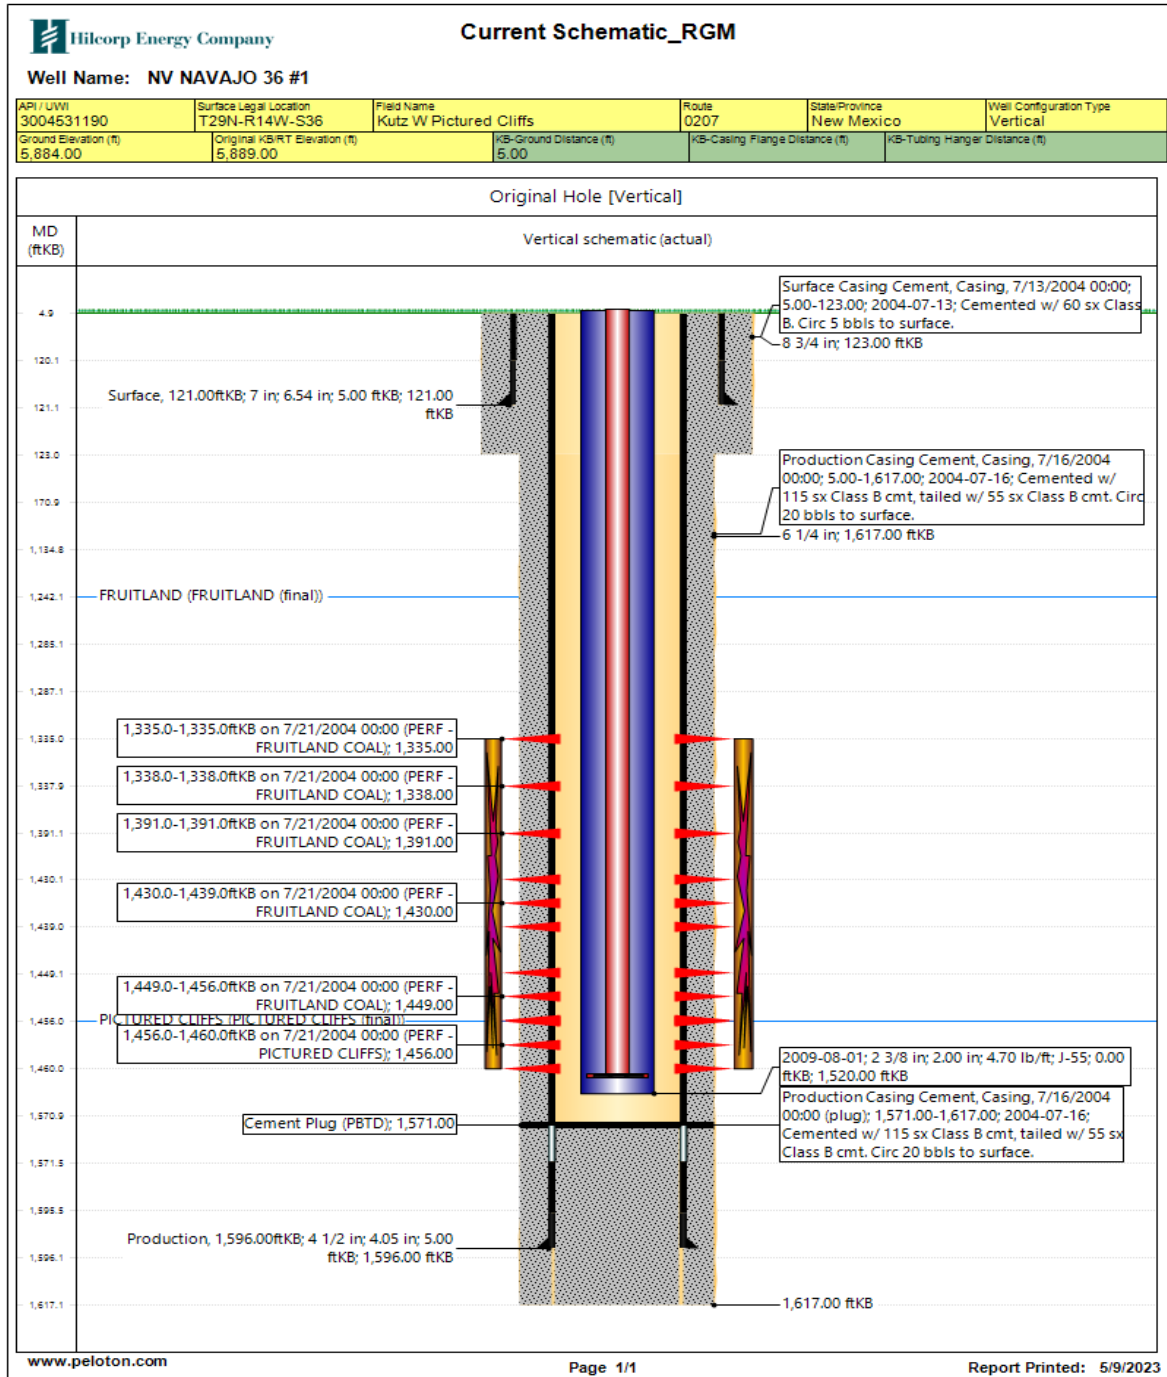 Hilcorp Energy Company
Current Schematic_RGM
Well Name: NV NAVAJO 36 #1
API / UWI
3004531190
Surface Legal Location
T29N-R14W-S36
Field Name
Kutz W Pictured Cliffs
Route
0207
State/Province
New Mexico
Well Configuration Type
Vertical
Ground Elevation (ft)
5,884.00
Original KB/RT Elevation (ft)
5,889.00
KB-Ground Distance (ft)
5.00
KB-Casing Flange Distance (ft)
KB-Tubing Hanger Distance (ft)
Original Hole [Vertical]
MD
(ftKB)
Vertical schematic (actual)
4.9
120.1
121.1
123.0
170.9
1,134.8
1,242.1
1,285.1
1,287.1
1,335.0
1,337.9
1,391.1
1,430.1
1,439.0
1,449.1
1,456.0
1,460.0
1,570.9
1,571.5
1,595.5
1,596.1
1,617.1
Surface Casing Cement, Casing, 7/13/2004 00:00;
5.00-123.00; 2004-07-13; Cemented w/ 60 sx Class
B. Circ 5 bbls to surface.
8 3/4 in; 123.00 ftKB
Surface, 121.00ftKB; 7 in; 6.54 in; 5.00 ftKB; 121.00
ftKB
Production Casing Cement, Casing, 7/16/2004
00:00; 5.00-1,617.00; 2004-07-16; Cemented w/
115 sx Class B cmt, tailed w/ 55 sx Class B cmt. Circ
20 bbls to surface.
6 1/4 in; 1,617.00 ftKB
FRUITLAND (FRUITLAND (final))
1,335.0-1,335.0ftKB on 7/21/2004 00:00 (PERF -
FRUITLAND COAL); 1,335.00
1,338.0-1,338.0ftKB on 7/21/2004 00:00 (PERF -
FRUITLAND COAL); 1,338.00
1,391.0-1,391.0ftKB on 7/21/2004 00:00 (PERF -
FRUITLAND COAL); 1,391.00
1,430.0-1,439.0ftKB on 7/21/2004 00:00 (PERF -
FRUITLAND COAL); 1,430.00
1,449.0-1,456.0ftKB on 7/21/2004 00:00 (PERF -
FRUITLAND COAL); 1,449.00
PICTURED CLIFFS (PICTURED CLIFFS (final))
1,456.0-1,460.0ftKB on 7/21/2004 00:00 (PERF -
PICTURED CLIFFS); 1,456.00
2009-08-01; 2 3/8 in; 2.00 in; 4.70 lb/ft; J-55; 0.00
ftKB; 1,520.00 ftKB
Cement Plug (PBTD); 1,571.00
Production Casing Cement, Casing, 7/16/2004
00:00 (plug); 1,571.00-1,617.00; 2004-07-16;
Cemented w/ 115 sx Class B cmt, tailed w/ 55 sx
Class B cmt. Circ 20 bbls to surface.
Production, 1,596.00ftKB; 4 1/2 in; 4.05 in; 5.00
ftKB; 1,596.00 ftKB
1,617.00 ftKB
www.peloton.com
Page 1/1
Report Printed: 5/9/2023